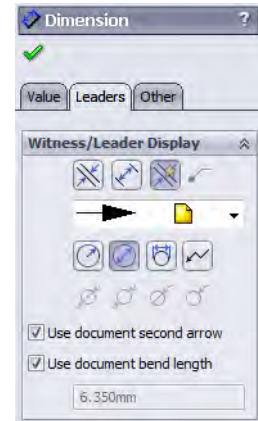 Dimension ?
Value Leaders Other
Witness/Leader Display
Use document second arrow
Use document bend length
6.350mm